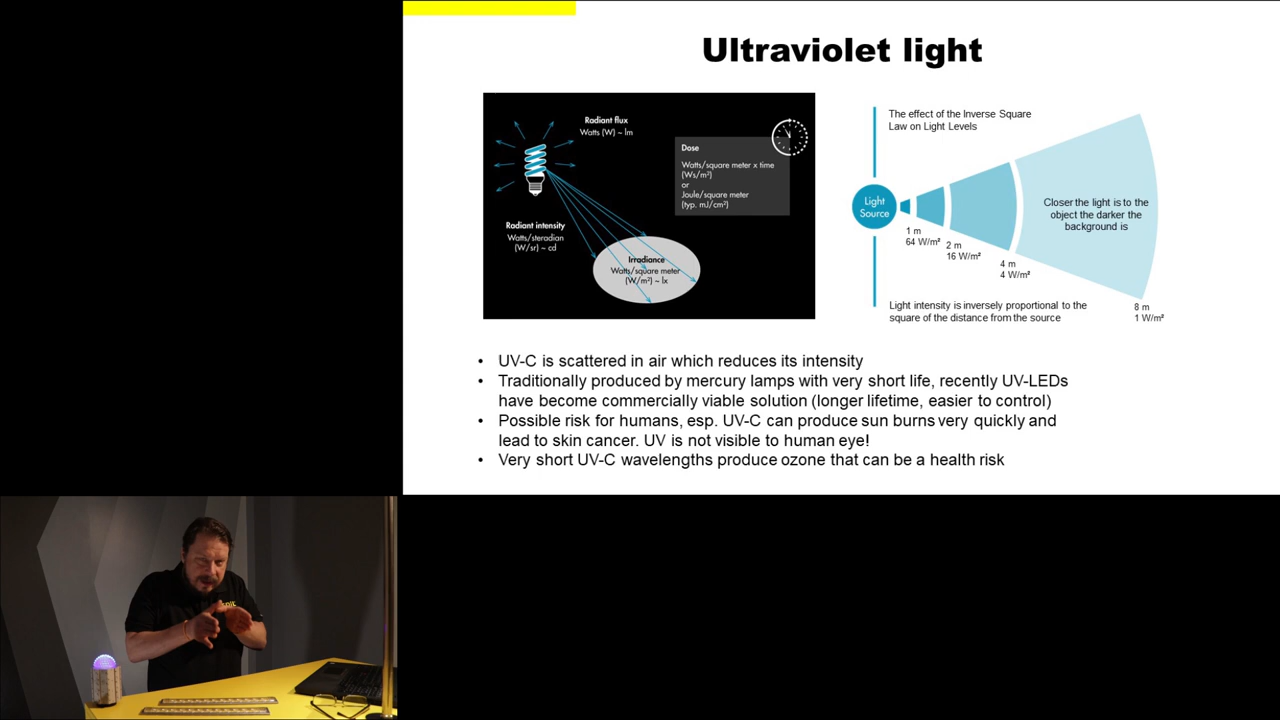 Ultraviolet light
Radiant flux
Watts (W) ~ lm
Dose
Watts/square meter x time
(Ws/m²)
or
Joule/square meter
(typ. mJ/cm²)
Radiant intensity
Watts/steradian
(W/sr) ~ cd
Irradiance
Watts/square meter
(W/m²) ~ lx
The effect of the Inverse Square
Law on Light Levels
Light
Source
Closer the light is to the
object the darker the
background is
1 m
64 W/m²
2 m
16 W/m²
4 m
4 W/m²
8 m
1 W/m²
Light intensity is inversely proportional to the
square of the distance from the source
• UV-C is scattered in air which reduces its intensity
• Traditionally produced by mercury lamps with very short life, recently UV-LEDs
have become commercially viable solution (longer lifetime, easier to control)
• Possible risk for humans, esp. UV-C can produce sun burns very quickly and
lead to skin cancer. UV is not visible to human eye!
• Very short UV-C wavelengths produce ozone that can be a health risk